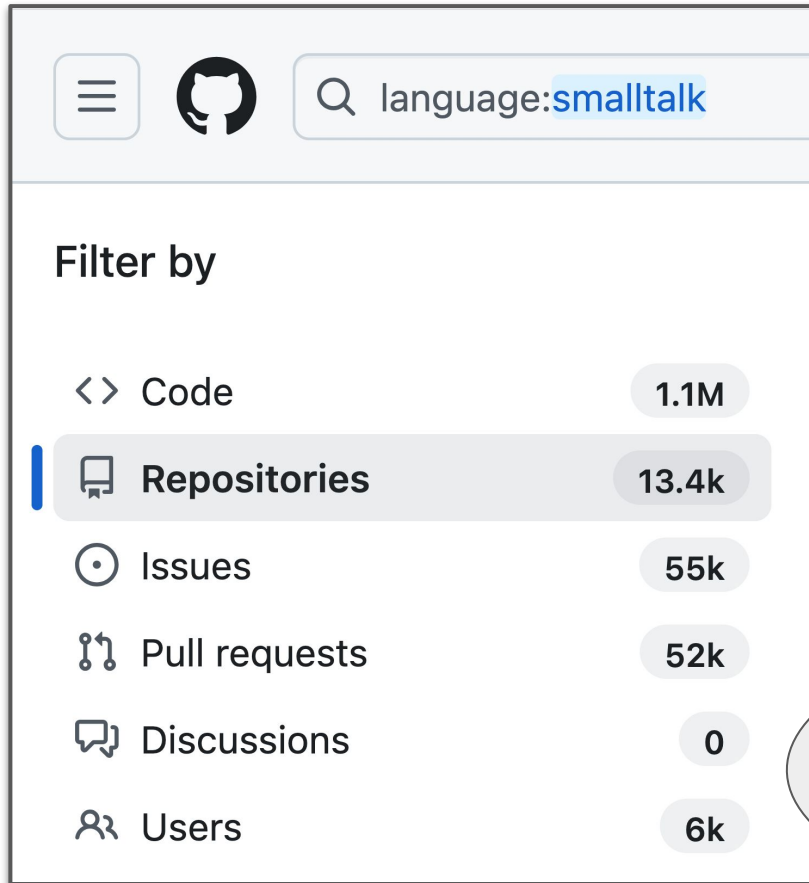 language:smalltalk
Filter by
Code 1.1M
Repositories 13.4k
Issues 55k
Pull requests 52k
Discussions 0
Users 6k